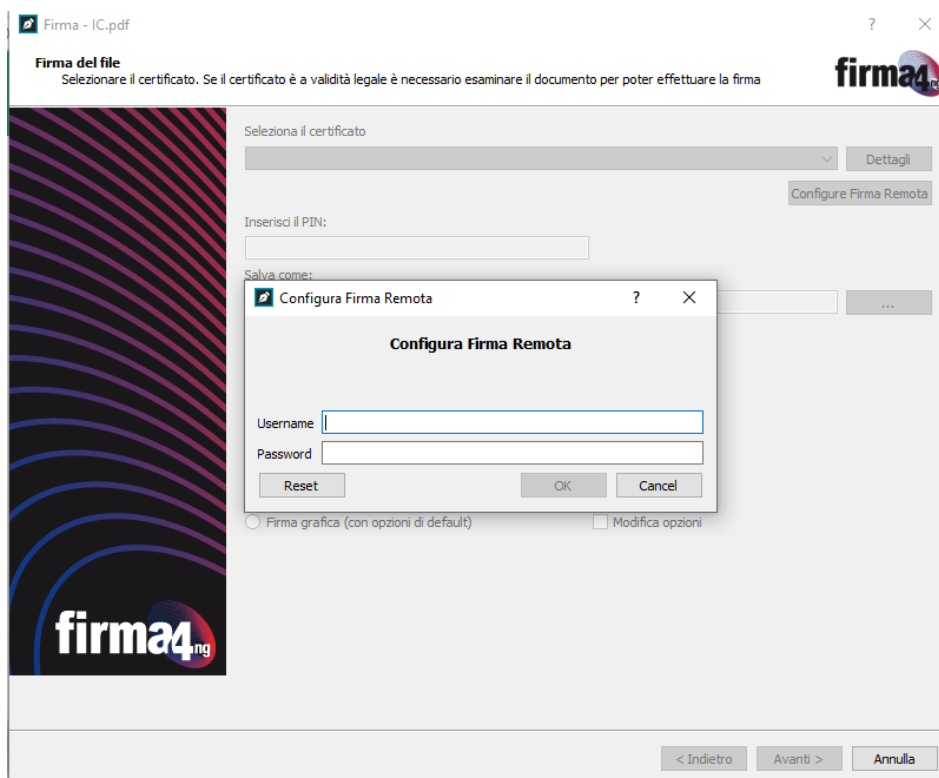 Firma - IC.pdf
Firma del file
Selezionare il certificato. Se il certificato è a validità legale è necessario esaminare il documento per poter effettuare la firma
firma4ng
Seleziona il certificato
Dettagli
Configure Firma Remota
Inserisci il PIN:
Salva come:
...
Configura Firma Remota
Configura Firma Remota
Username
Password
Reset
OK
Cancel
Firma grafica (con opzioni di default)
Modifica opzioni
firma4ng
< Indietro
Avanti >
Annulla